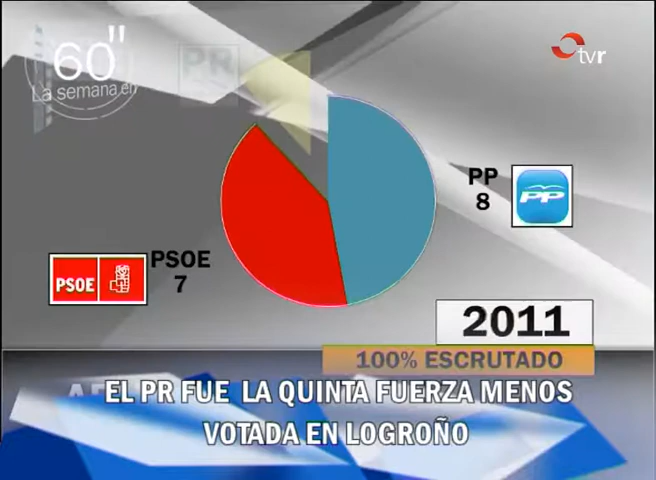 60"
La semana en
PR
tvr
PP
8
PP
PSOE
PSOE
7
2011
100% ESCRUTADO
EL PR FUE LA QUINTA FUERZA MENOS
VOTADA EN LOGROÑO